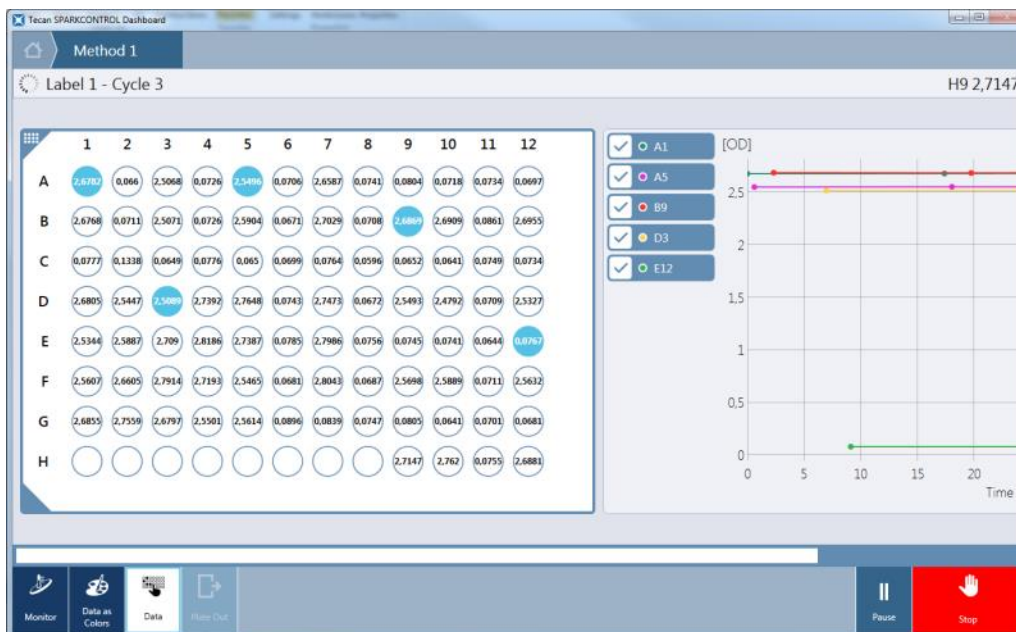 Tecan SPARKCONTROL Dashboard
Method 1
Label 1 - Cycle 3
H9 2,7147
1 2 3 4 5 6 7 8 9 10 11 12
A 2,6782 0,066 2,5068 0,0726 2,5496 0,0706 2,6587 0,0741 0,0804 0,0718 0,0734 0,0697
B 2,6768 0,0711 2,5071 0,0726 2,5904 0,0671 2,7029 0,0708 2,6869 2,6909 0,0861 2,6955
C 0,0777 0,1338 0,0649 0,0776 0,065 0,0699 0,0764 0,0596 0,0652 0,0641 0,0749 0,0734
D 2,6805 2,5447 2,5089 2,7392 2,7648 0,0743 2,7473 0,0672 2,5493 2,4792 0,0709 2,5327
E 2,5344 2,5887 2,709 2,8186 2,7387 0,0785 2,7986 0,0756 0,0745 0,0741 0,0644 0,0767
F 2,5607 2,6605 2,7914 2,7193 2,5465 0,0681 2,8043 0,0687 2,5698 2,5889 0,0711 2,5632
G 2,6855 2,7559 2,6797 2,5501 2,5614 0,0896 0,0839 0,0747 0,0805 0,0641 0,0701 0,0681
H 2,7147 2,762 0,0755 2,6881
A1
A5
B9
D3
E12
[OD]
2,5
2
1,5
1
0,5
0
0 5 10 15 20
Time
Monitor
Data as
Colors
Data
Plate Out
Pause
Stop